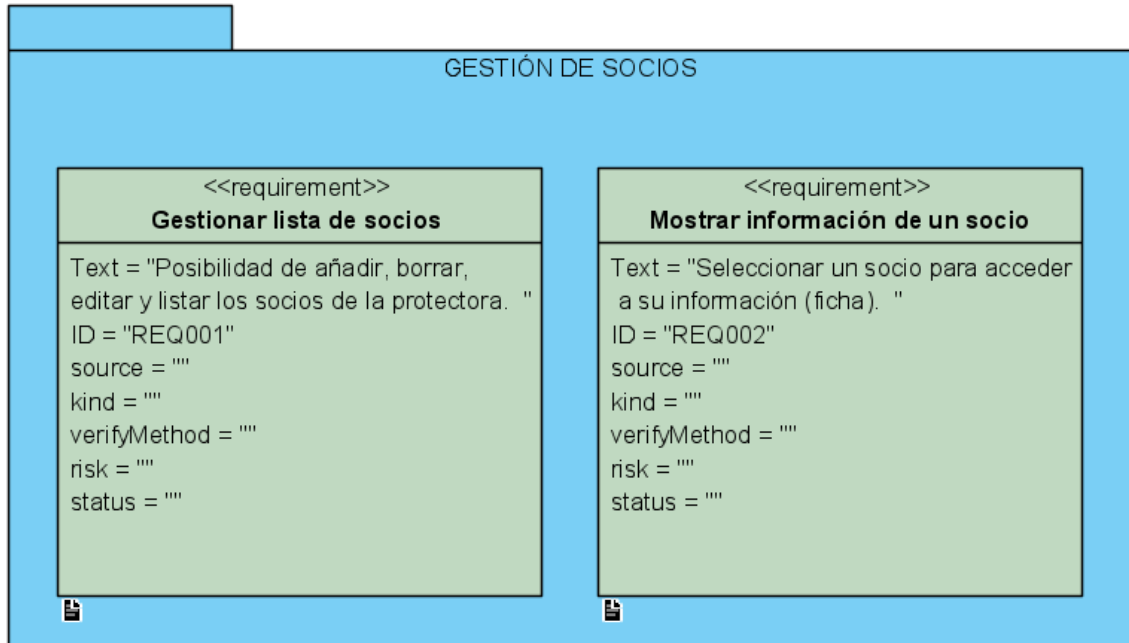 GESTIÓN DE SOCIOS
<<requirement>>
Gestionar lista de socios
Text = "Posibilidad de añadir, borrar,
editar y listar los socios de la protectora.  "
ID = "REQ001"
source = ""
kind = ""
verifyMethod = ""
risk = ""
status = ""
<<requirement>>
Mostrar información de un socio
Text = "Seleccionar un socio para acceder
a su información (ficha).  "
ID = "REQ002"
source = ""
kind = ""
verifyMethod = ""
risk = ""
status = ""